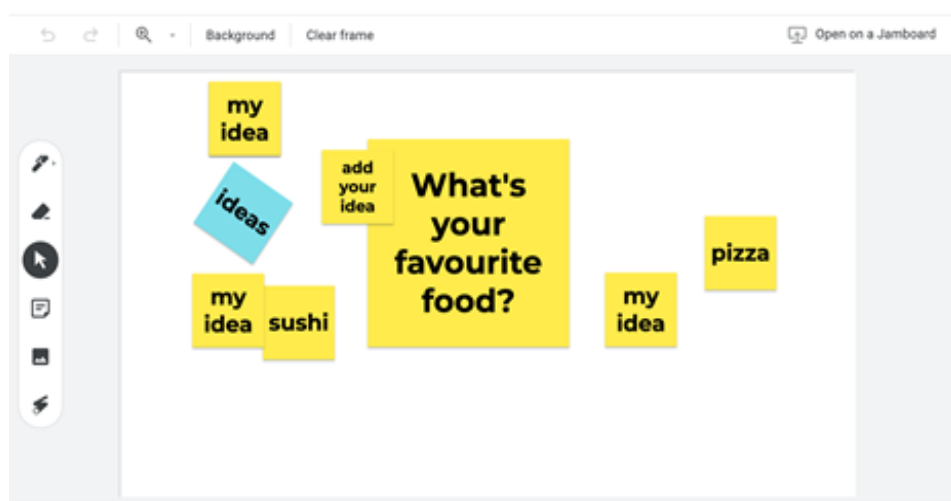 Background
Clear frame
Open on a Jamboard
my
idea
ideas
add
your
idea
What's
your
favourite
food?
pizza
my
idea
sushi
my
idea